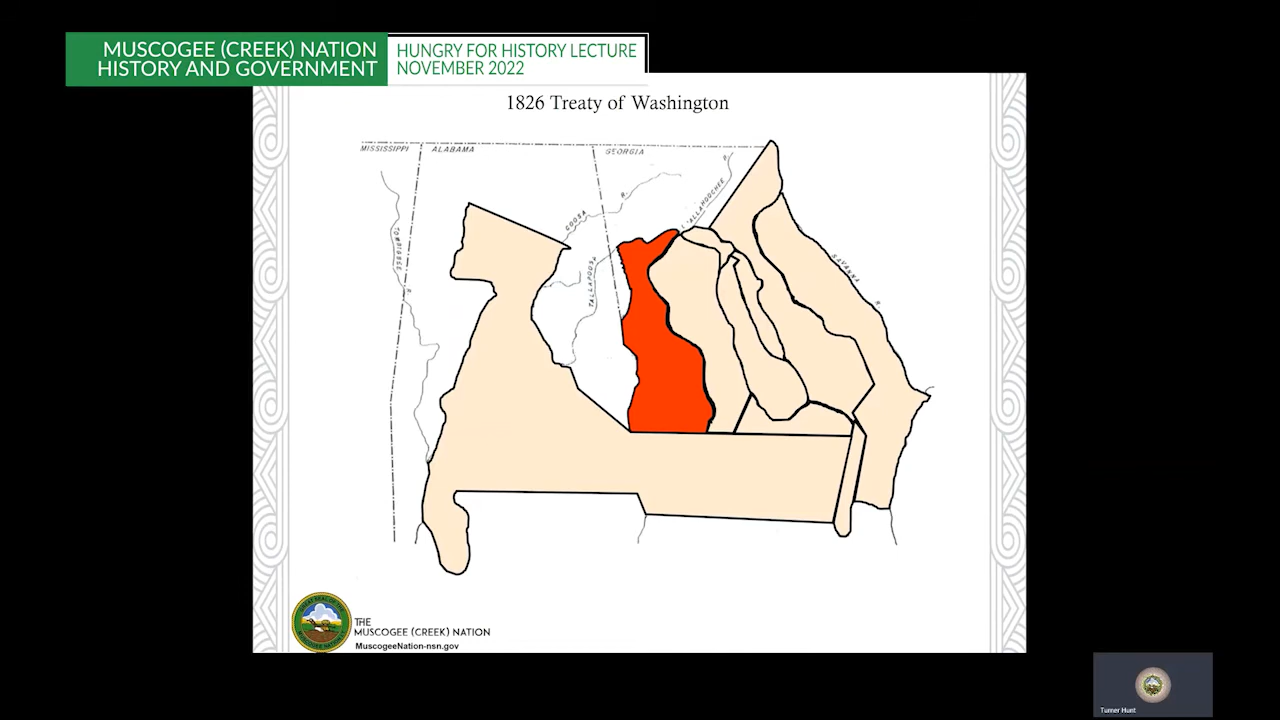 MUSCOGEE (CREEK) NATION
HISTORY AND GOVERNMENT
HUNGRY FOR HISTORY LECTURE
NOVEMBER 2022
1826 Treaty of Washington
MISSISSIPPI
ALABAMA
GEORGIA
COOSA
R.
TALLAPOOSA
SAVANNA
R.
THE
MUSCOGEE (CREEK) NATION
MuscogeeNation-nsn.gov
Turner Hunt